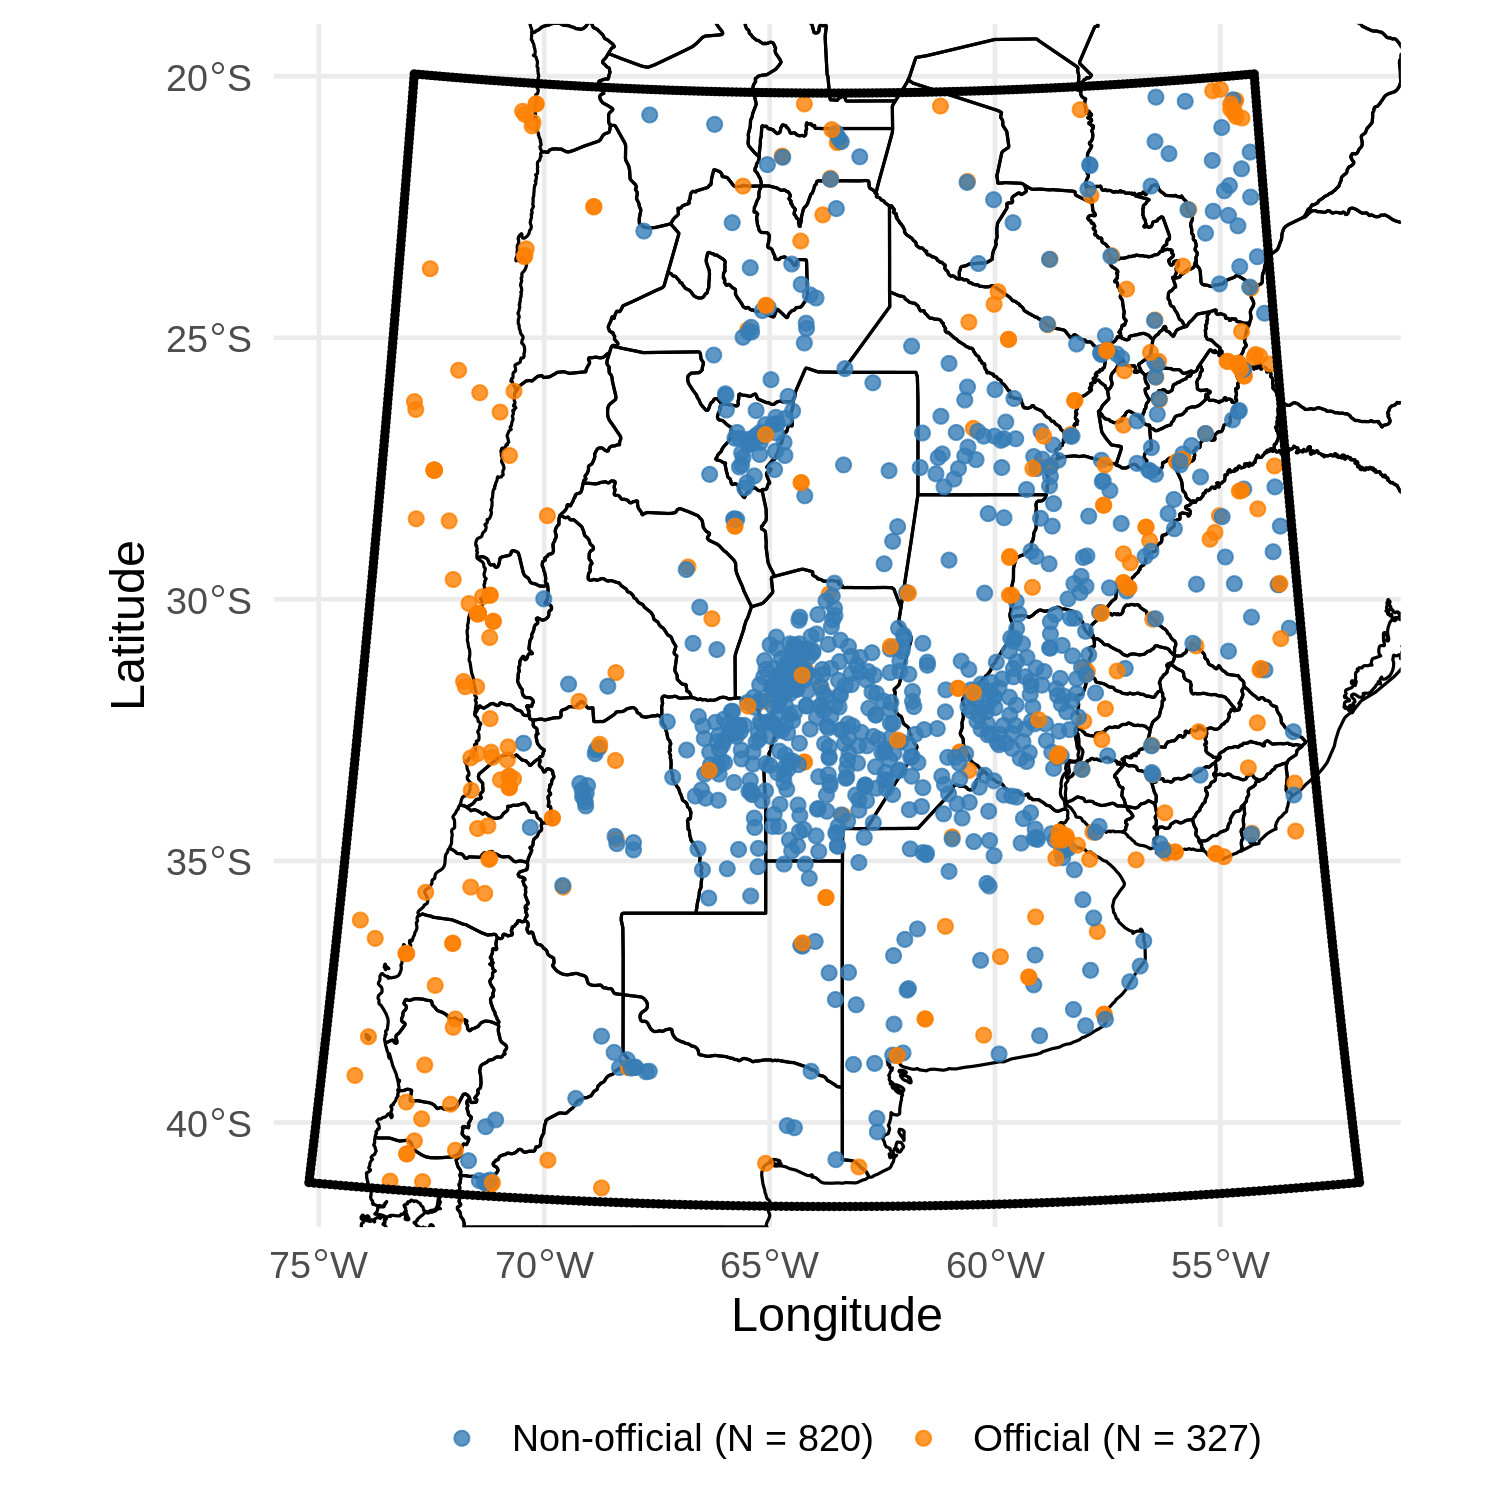 20°S
25°S
30°S
35°S
40°S
Latitude
75°W 70°W 65°W 60°W 55°W
Longitude
Non-official (N = 820) Official (N = 327)